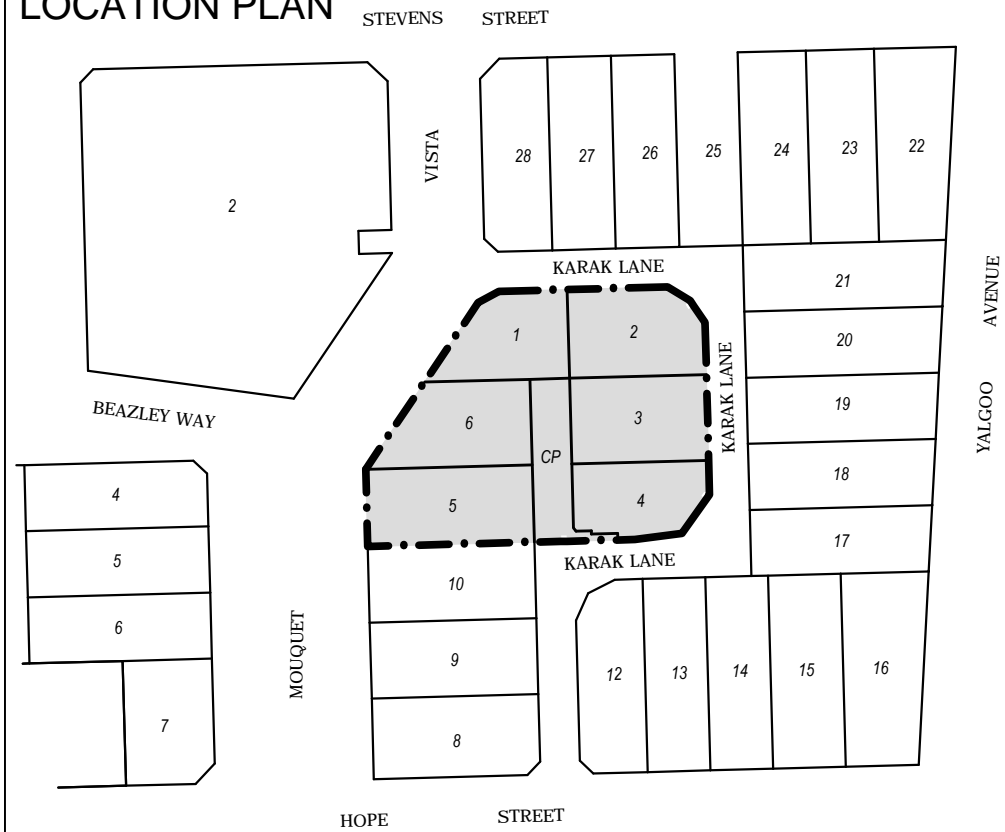 LOCATION PLAN
STEVENS STREET
VISTA
28 27 26 25 24 23 22
2
KARAK LANE
21
AVENUE
1 2
20
KARAK LANE
BEAZLEY WAY
6 3 19
YALGOO
CP
4 5 4 18
17
5 10 KARAK LANE
6
MOUQUET
9 12 13 14 15 16
7 8
HOPE STREET